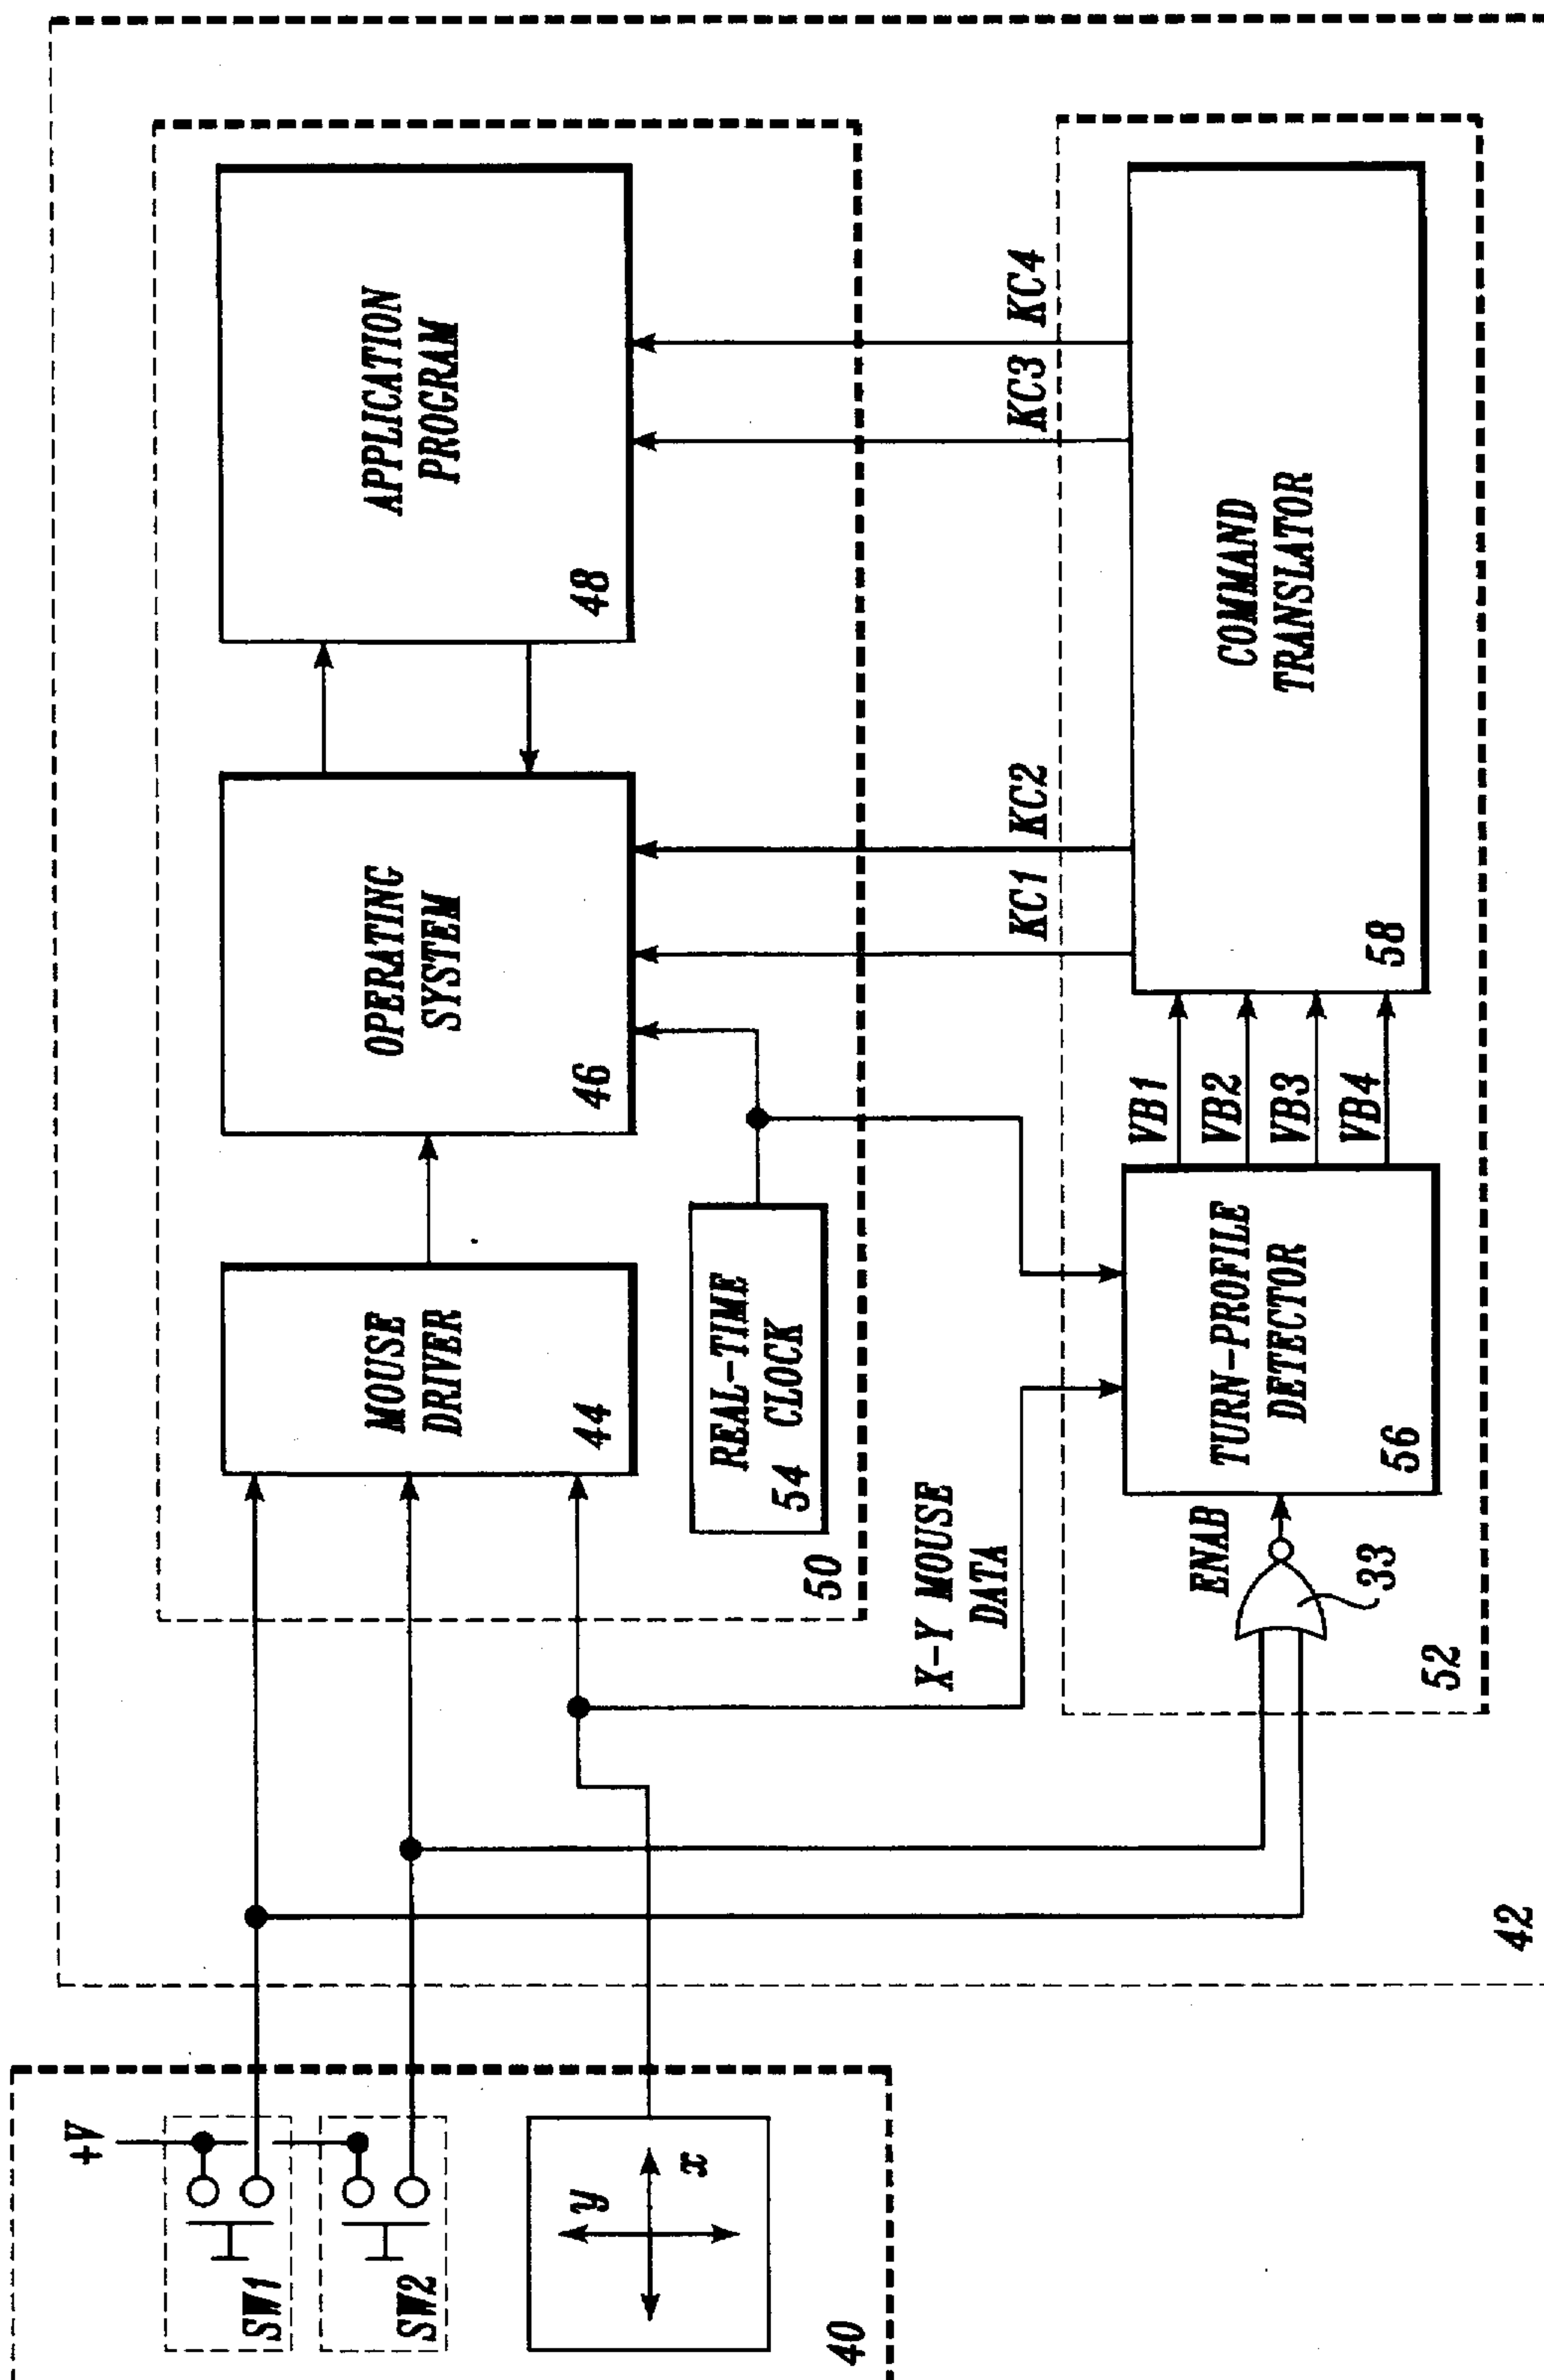 +V
SW1
SW2
y
x
40
MOUSE
DRIVER
44
OPERATING
SYSTEM
46
APPLICATION
PROGRAM
48
REAL-TIME
54 CLOCK
50
X-Y MOUSE
DATA
KC1 KC2
KC3 KC4
ENAB
33
TURN-PROFILE
DETECTOR
56
VB1
VB2
VB3
VB4
COMMAND
TRANSLATOR
58
52
42